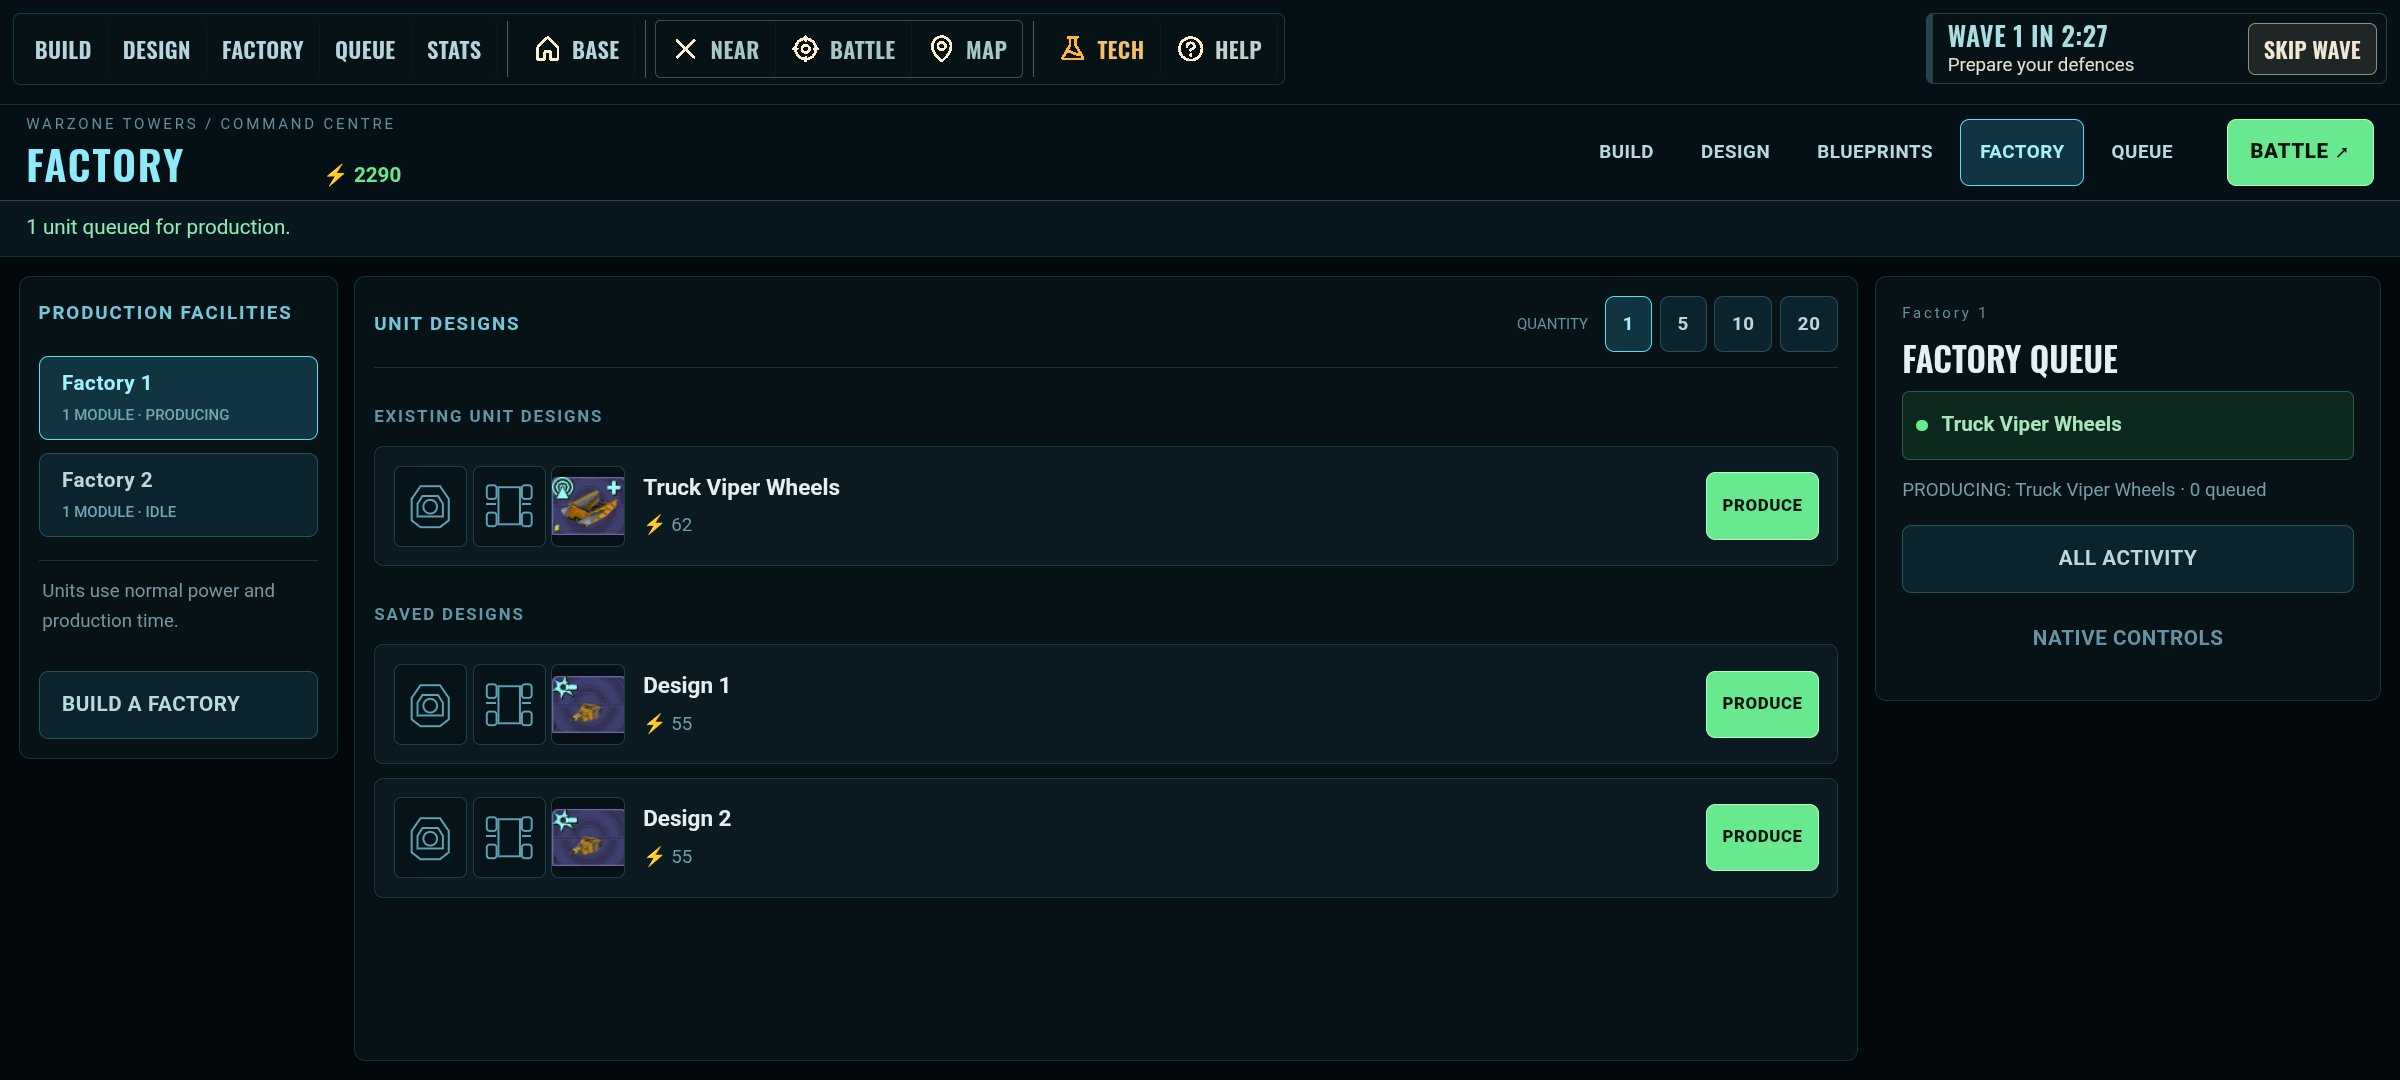 BUILD DESIGN FACTORY QUEUE STATS BASE NEAR BATTLE MAP TECH HELP
WAVE 1 IN 2:27
Prepare your defences
SKIP WAVE
WARZONE TOWERS / COMMAND CENTRE
FACTORY
⚡ 2290
BUILD DESIGN BLUEPRINTS FACTORY QUEUE BATTLE ↗
1 unit queued for production.
PRODUCTION FACILITIES
Factory 1
1 MODULE · PRODUCING
Factory 2
1 MODULE · IDLE
Units use normal power and
production time.
BUILD A FACTORY
UNIT DESIGNS
QUANTITY 1 5 10 20
EXISTING UNIT DESIGNS
Truck Viper Wheels
⚡ 62
PRODUCE
SAVED DESIGNS
Design 1
⚡ 55
PRODUCE
Design 2
⚡ 55
PRODUCE
Factory 1
FACTORY QUEUE
Truck Viper Wheels
PRODUCING: Truck Viper Wheels · 0 queued
ALL ACTIVITY
NATIVE CONTROLS